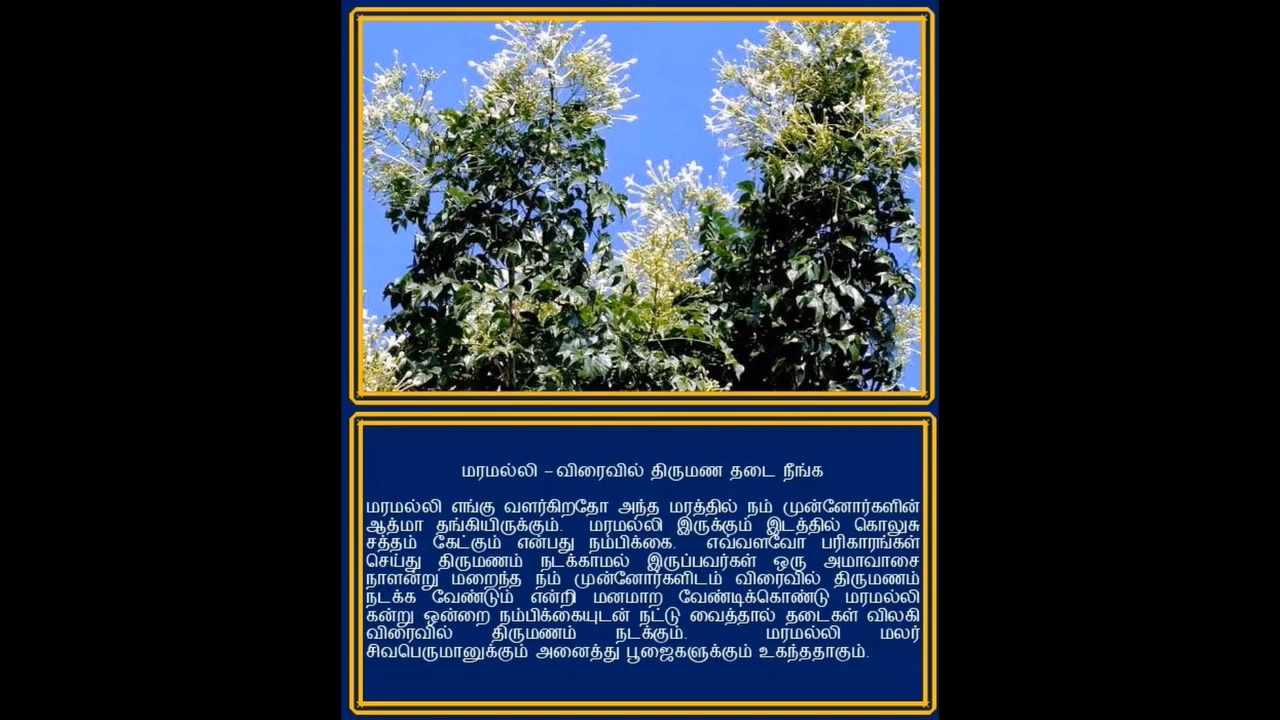 மரமல்லி – விரைவில் திருமண தடை நீங்க
மரமல்லி எங்கு வளர்கிறதோ அந்த மரத்தில் நம் முன்னோர்களின்
ஆத்மா தங்கியிருக்கும். மரமல்லி இருக்கும் இடத்தில் கொலுசு
சத்தம் கேட்கும் என்பது நம்பிக்கை. எவ்வளவோ பரிகாரங்கள்
செய்து திருமணம் நடக்காமல் இருப்பவர்கள் ஒரு அமாவாசை
நாளன்று மறைந்த நம் முன்னோர்களிடம் விரைவில் திருமணம்
நடக்க வேண்டும் என்றி மனமாற வேண்டிக்கொண்டு மரமல்லி
கன்று ஒன்றை நம்பிக்கையுடன் நட்டு வைத்தால் தடைகள் விலகி
விரைவில் திருமணம் நடக்கும். மரமல்லி மலர்
சிவபெருமானுக்கும் அனைத்து பூஜைகளுக்கும் உகந்ததாகும்.